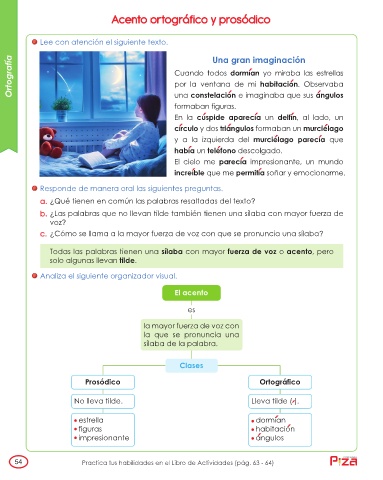 Acento ortográfico y prosódico
Ortografía
Lee con atención el siguiente texto.
Una gran imaginación
Cuando todos dormían yo miraba las estrellas
por la ventana de mi habitación. Observaba
una constelación e imaginaba que sus ángulos
formaban figuras.
En la cúspide aparecía un delfín, al lado, un
círculo y dos triángulos formaban un murciélago
y a la izquierda del murciélago parecía que
había un teléfono descolgado.
El cielo me parecía impresionante, un mundo
increíble que me permitía soñar y emocionarme.
Responde de manera oral las siguientes preguntas.
a. ¿Qué tienen en común las palabras resaltadas del texto?
b. ¿Las palabras que no llevan tilde también tienen una sílaba con mayor fuerza de
voz?
c. ¿Cómo se llama a la mayor fuerza de voz con que se pronuncia una sílaba?
Todas las palabras tienen una sílaba con mayor fuerza de voz o acento, pero
solo algunas llevan tilde.
Analiza el siguiente organizador visual.
El acento
es
la mayor fuerza de voz con
la que se pronuncia una
sílaba de la palabra.
Clases
Prosódico
No lleva tilde.
estrella
figuras
impresionante
Ortográfico
Lleva tilde (´).
dormían
habitación
ángulos
54
Practica tus habilidades en el Libro de Actividades (pág. 63 - 64)
Piza